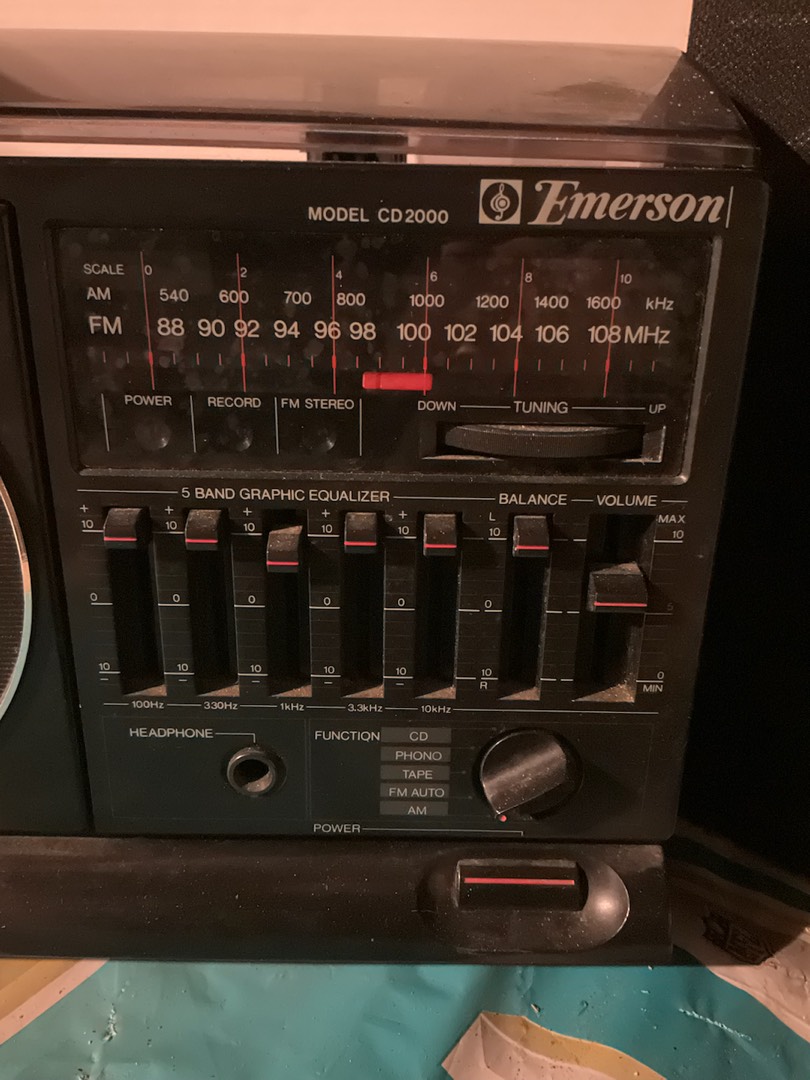 MODEL CD2000 Emerson
SCALE 0 2 4 6 8 10
AM 540 600 700 800 1000 1200 1400 1600 kHz
FM 88 90 92 94 96 98 100 102 104 106 108 MHz
POWER RECORD FM STEREO DOWN TUNING UP
5 BAND GRAPHIC EQUALIZER BALANCE VOLUME
+ + + + + L MAX
10 10 10 10 10 10 10
0 0 0 0 0 0 5
10 10 10 10 10 10 0
− − − − − R MIN
100Hz 330Hz 1kHz 3.3kHz 10kHz
HEADPHONE FUNCTION CD
PHONO
TAPE
FM AUTO
AM
POWER